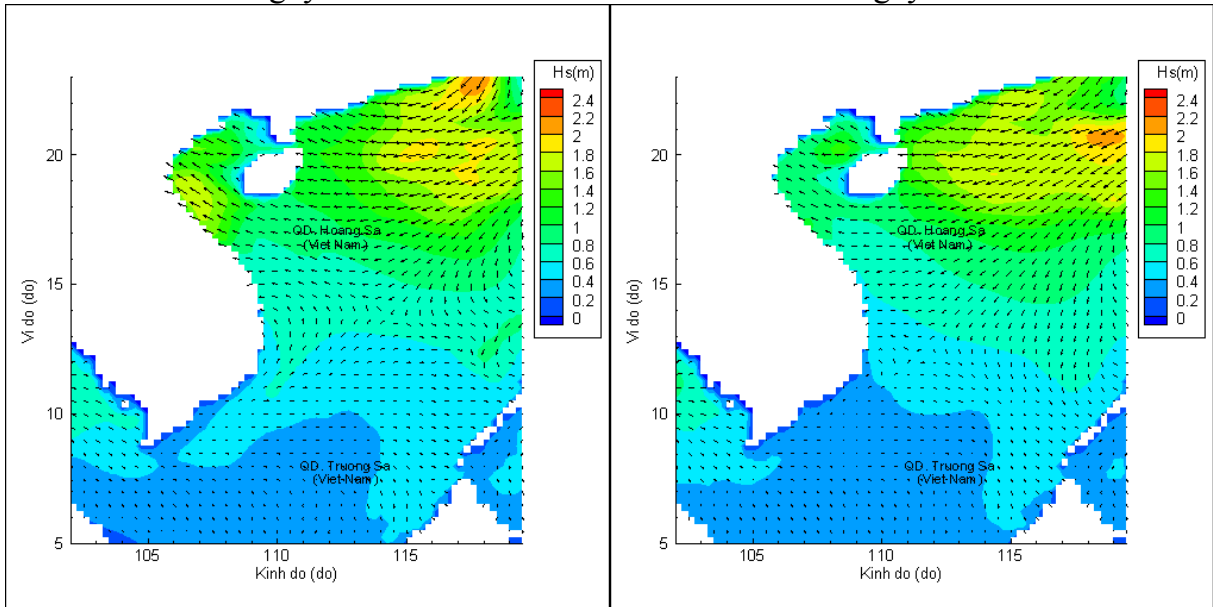 Hs(m)
2.4
2.2
2
1.8
1.6
1.4
1.2
1
0.8
0.6
0.4
0.2
0
20
15
10
5
Vi do (do)
QD. Hoang Sa
(Viet Nam)
QD. Truong Sa
(Viet Nam)
105
110
115
Kinh do (do)
Hs(m)
2.4
2.2
2
1.8
1.6
1.4
1.2
1
0.8
0.6
0.4
0.2
0
20
15
10
5
Vi do (do)
QD. Hoang Sa
(Viet Nam)
QD. Truong Sa
(Viet Nam)
105
110
115
Kinh do (do)